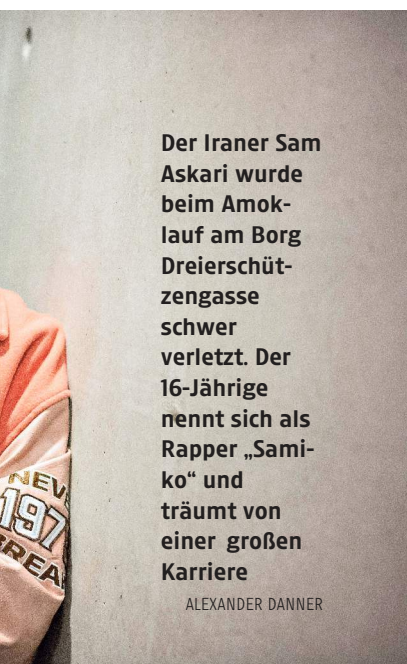 Der Iraner Sam
Askari wurde
beim Amok-
lauf am Borg
Dreierschüt-
zengasse
schwer
verletzt. Der
16-Jährige
nennt sich als
Rapper „Sami-
ko“ und
träumt von
einer großen
Karriere
ALEXANDER DANNER
197